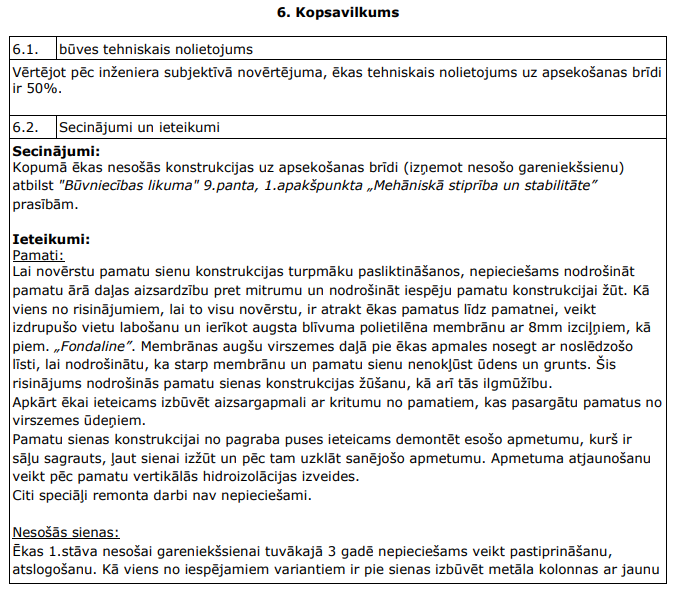 6. Kopsavilkums
6.1. būves tehniskais nolietojums
Vērtējot pēc inženiera subjektīvā novērtējuma, ēkas tehniskais nolietojums uz apsekošanas brīdi
ir 50%.
6.2. Secinājumi un ieteikumi
Secinājumi:
Kopumā ēkas nesošās konstrukcijas uz apsekošanas brīdi (izņemot nesošo gareniekšsienu)
atbilst "Būvniecības likuma" 9.panta, 1.apakšpunkta „Mehāniskā stiprība un stabilitāte”
prasībām.
Ieteikumi:
Pamati:
Lai novērstu pamatu sienu konstrukcijas turpmāku pasliktināšanos, nepieciešams nodrošināt
pamatu ārā daļas aizsardzību pret mitrumu un nodrošināt iespēju pamatu konstrukcijai žūt. Kā
viens no risinājumiem, lai to visu novērstu, ir atrakt ēkas pamatus līdz pamatnei, veikt
izdrupušo vietu labošanu un ierīkot augsta blīvuma polietilēna membrānu ar 8mm izciļņiem, kā
piem. „Fondaline”. Membrānas augšu virszemes daļā pie ēkas apmales nosegt ar noslēdzošo
līsti, lai nodrošinātu, ka starp membrānu un pamatu sienu nenokļūst ūdens un grunts. Šis
risinājums nodrošinās pamatu sienas konstrukcijas žūšanu, kā arī tās ilgmūžību.
Apkārt ēkai ieteicams izbūvēt aizsargapmali ar kritumu no pamatiem, kas pasargātu pamatus no
virszemes ūdeņiem.
Pamatu sienas konstrukcijai no pagraba puses ieteicams demontēt esošo apmetumu, kurš ir
sāļu sagrauts, ļaut sienai izžūt un pēc tam uzklāt sanējošo apmetumu. Apmetuma atjaunošanu
veikt pēc pamatu vertikālās hidroizolācijas izveides.
Citi speciāļi remonta darbi nav nepieciešami.
Nesošās sienas:
Ēkas 1.stāva nesošai gareniekšsienai tuvākajā 3 gadē nepieciešams veikt pastiprināšanu,
atslogošanu. Kā viens no iespējamiem variantiem ir pie sienas izbūvēt metāla kolonnas ar jaunu